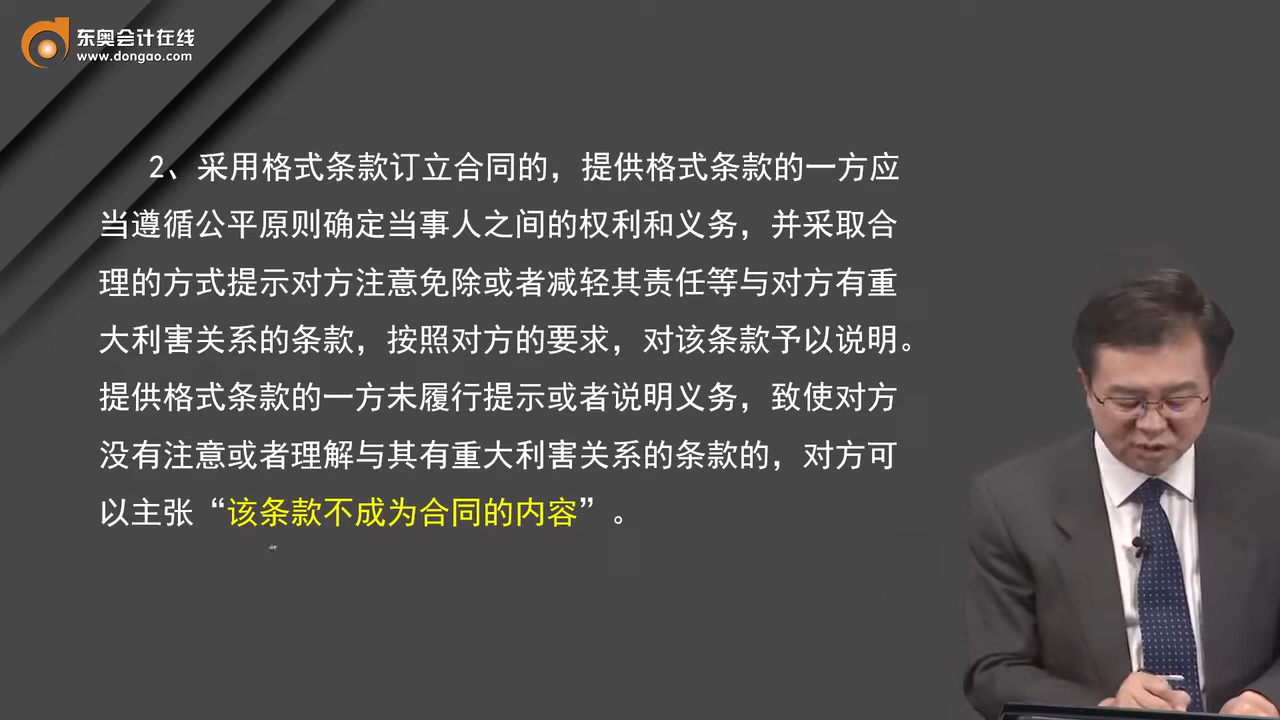 东奥会计在线
www.dongao.com
2、采用格式条款订立合同的，提供格式条款的一方应
当遵循公平原则确定当事人之间的权利和义务，并采取合
理的方式提示对方注意免除或者减轻其责任等与对方有重
大利害关系的条款，按照对方的要求，对该条款予以说明。
提供格式条款的一方未履行提示或者说明义务，致使对方
没有注意或者理解与其有重大利害关系的条款的，对方可
以主张“该条款不成为合同的内容”。